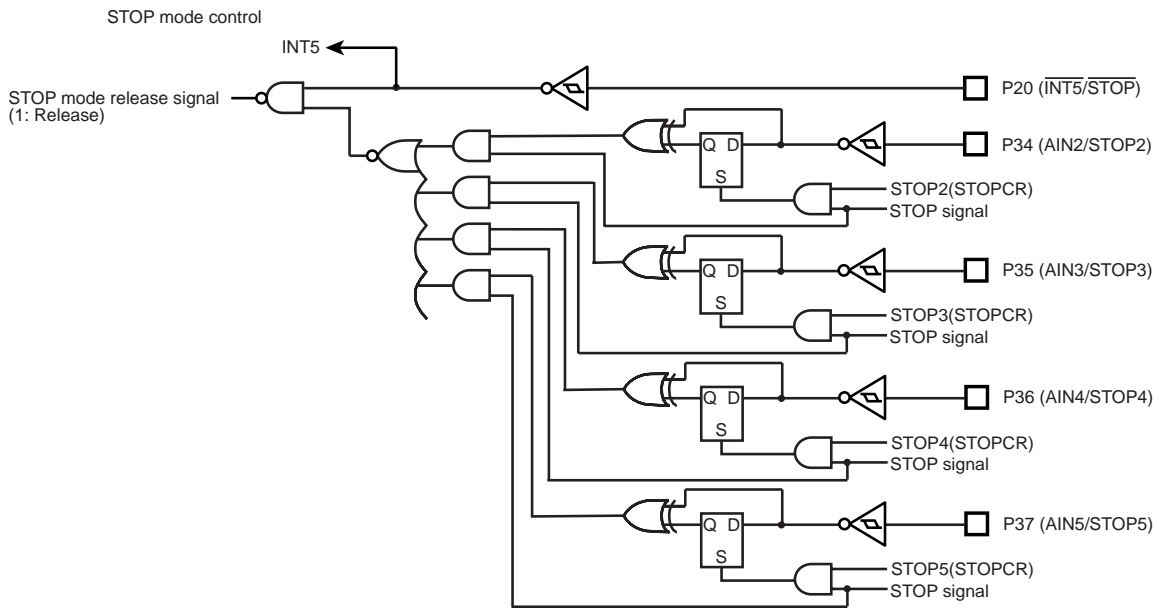 STOP mode control
INT5
STOP mode release signal
(1: Release)
P20 (INT5/STOP)
P34 (AIN2/STOP2)
Q D
S
STOP2(STOPCR)
STOP signal
P35 (AIN3/STOP3)
Q D
S
STOP3(STOPCR)
STOP signal
P36 (AIN4/STOP4)
Q D
S
STOP4(STOPCR)
STOP signal
P37 (AIN5/STOP5)
Q D
S
STOP5(STOPCR)
STOP signal